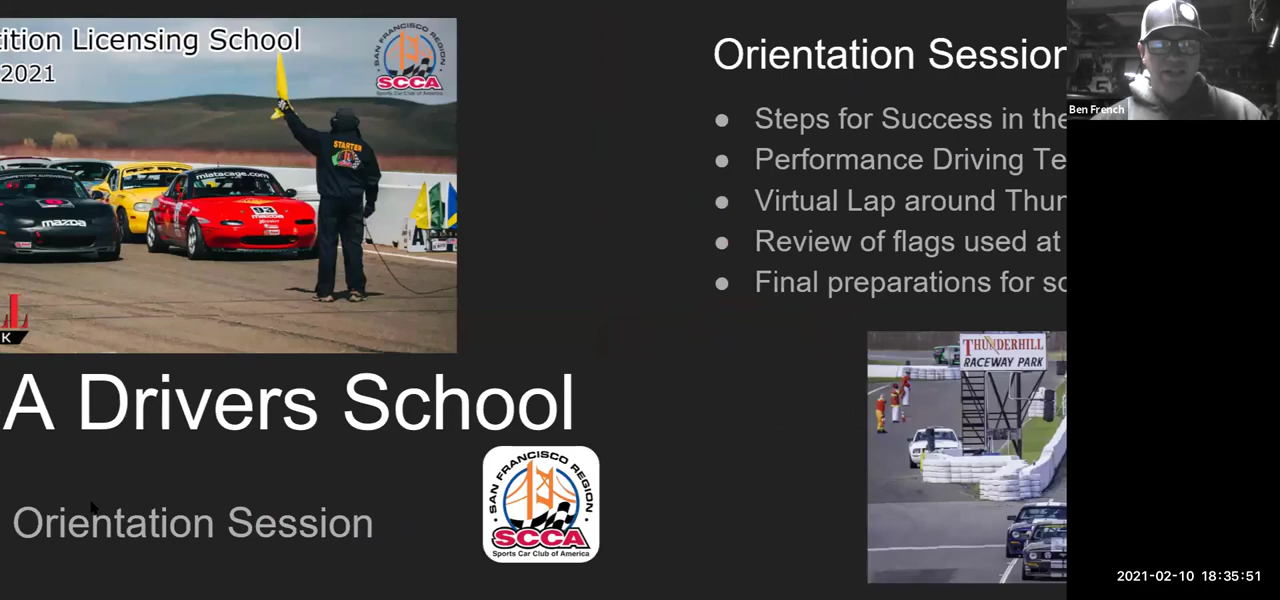 tition Licensing School
2021
SAN FRANCISCO REGION
SCCA
Sports Car Club of America
STARTER
miatacage.com
mazda
mazda
A
K
A Drivers School
Orientation Session
SAN FRANCISCO REGION
SCCA
Sports Car Club of America
Orientation Session
● Steps for Success in the
● Performance Driving Te
● Virtual Lap around Thun
● Review of flags used at
● Final preparations for sc
THUNDERHILL
RACEWAY PARK
Ben French
2021-02-10 18:35:51